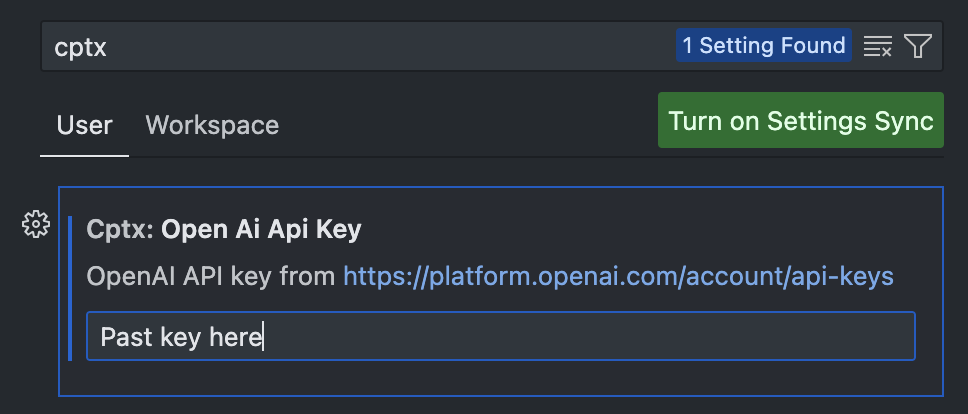 cptx
1 Setting Found
User
Workspace
Turn on Settings Sync
Cptx: Open Ai Api Key
OpenAI API key from https://platform.openai.com/account/api-keys
Past key here